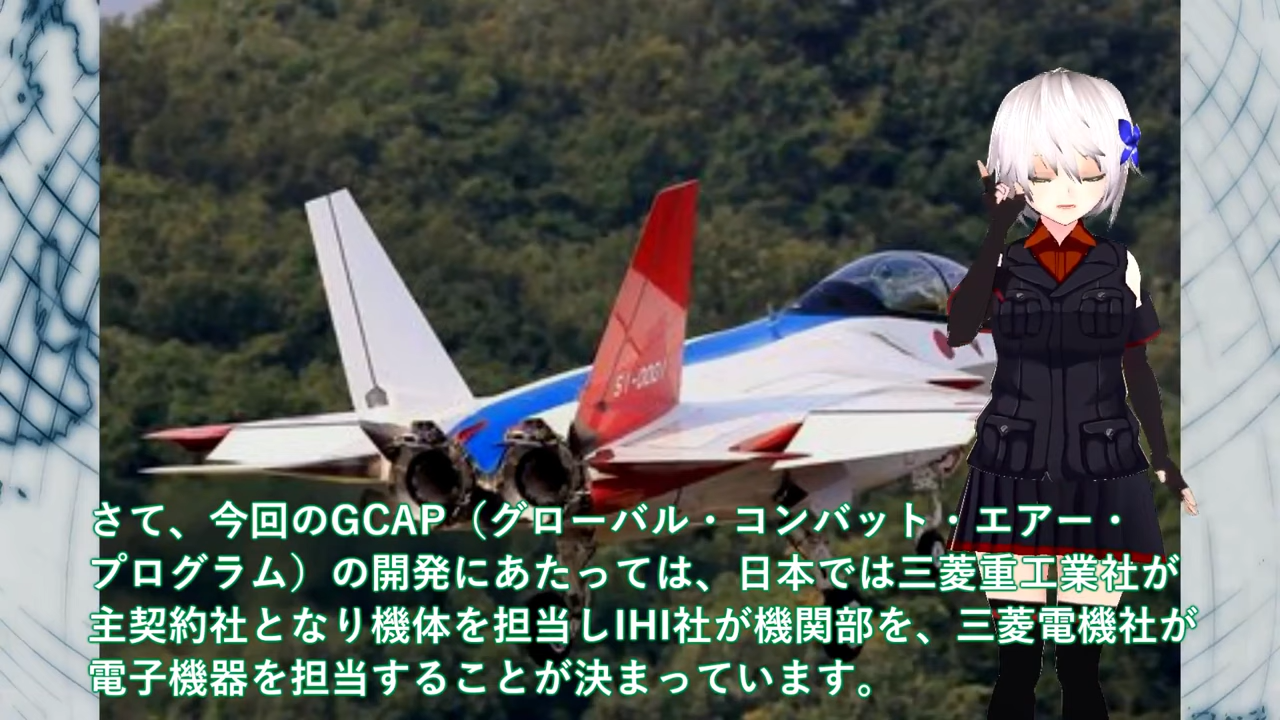 51-0001
さて、今回のGCAP（グローバル・コンバット・エアー・
プログラム）の開発にあたっては、日本では三菱重工業社が
主契約社となり機体を担当しIHI社が機関部を、三菱電機社が
電子機器を担当することが決まっています。